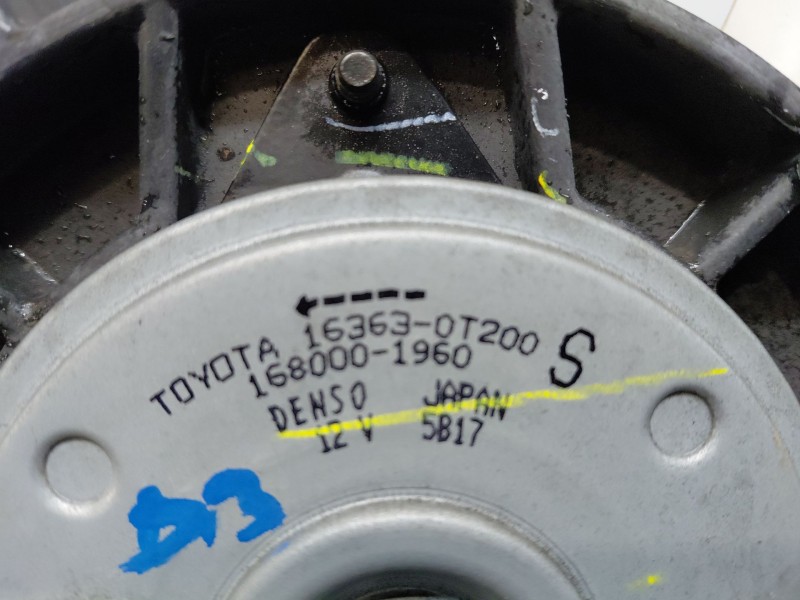 TOYOTA 16363-0T200 S
168000-1960
DENSO JAPAN
12 V 5B17